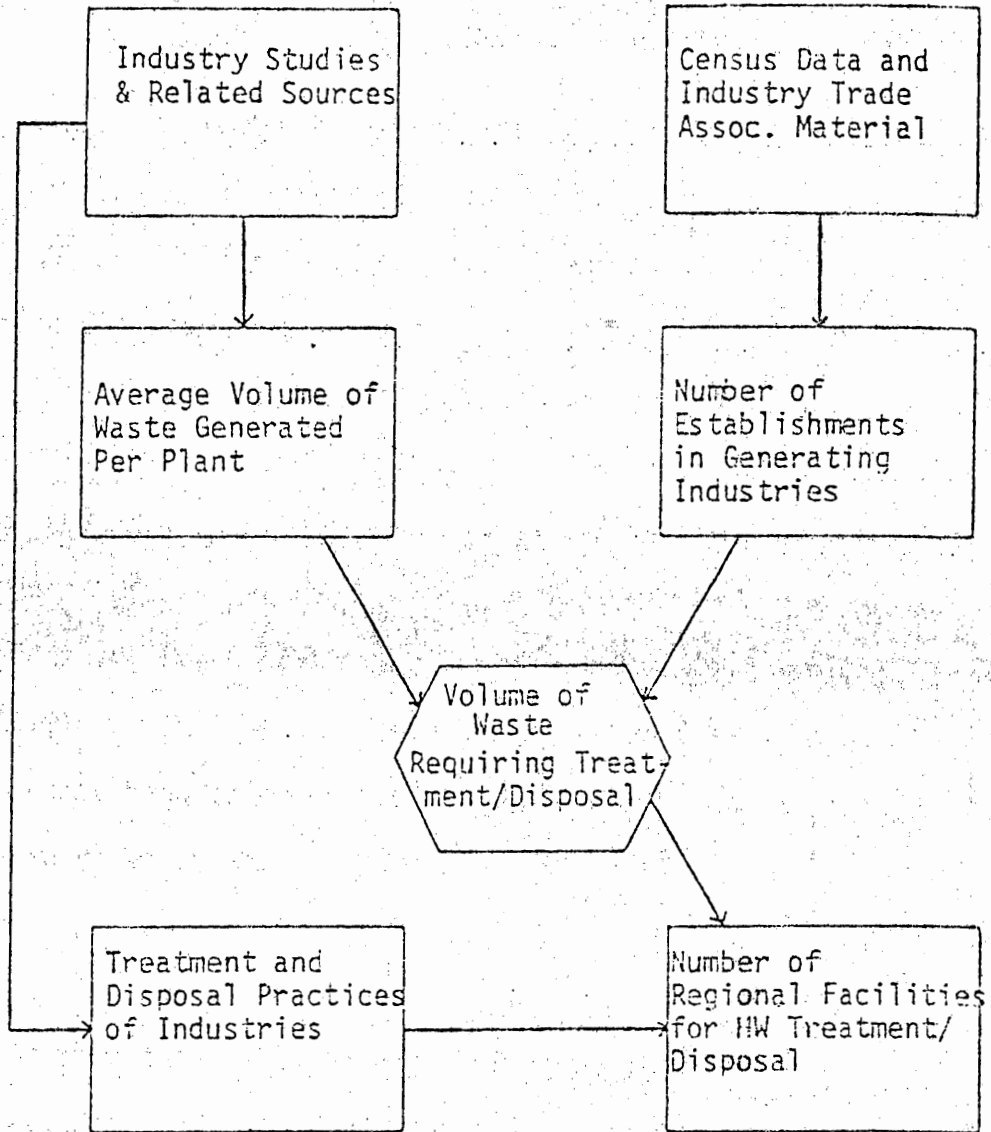 Industry Studies
& Related Sources
Census Data and
Industry Trade
Assoc. Material
Average Volume of
Waste Generated
Per Plant
Number of
Establishments
in Generating
Industries
Volume of
Waste
Requiring Treat-
ment/Disposal
Treatment and
Disposal Practices
of Industries
Number of
Regional Facilities
for HW Treatment/
Disposal